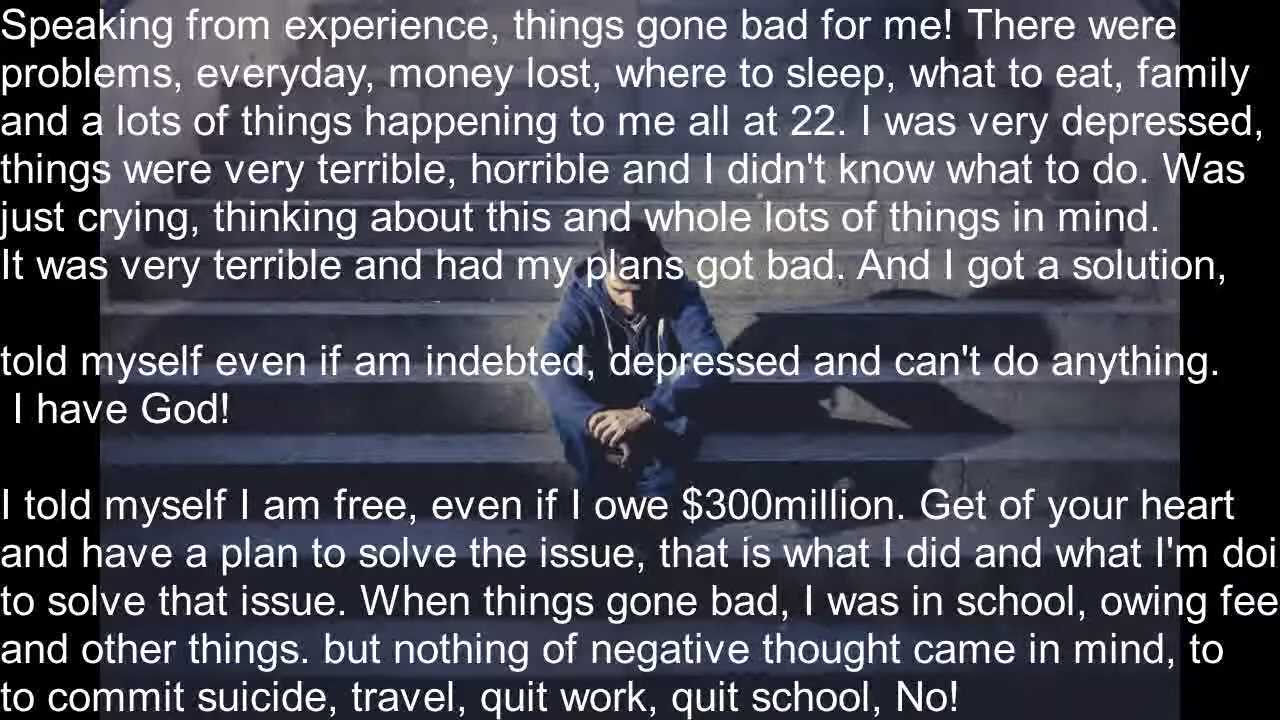 Speaking from experience, things gone bad for me! There were
problems, everyday, money lost, where to sleep, what to eat, family
and a lots of things happening to me all at 22. I was very depressed,
things were very terrible, horrible and I didn't know what to do. Was
just crying, thinking about this and whole lots of things in mind.
It was very terrible and had my plans got bad. And I got a solution,
told myself even if am indebted, depressed and can't do anything.
I have God!
I told myself I am free, even if I owe $300million. Get of your heart
and have a plan to solve the issue, that is what I did and what I'm doi
to solve that issue. When things gone bad, I was in school, owing fee
and other things. but nothing of negative thought came in mind, to
to commit suicide, travel, quit work, quit school, No!